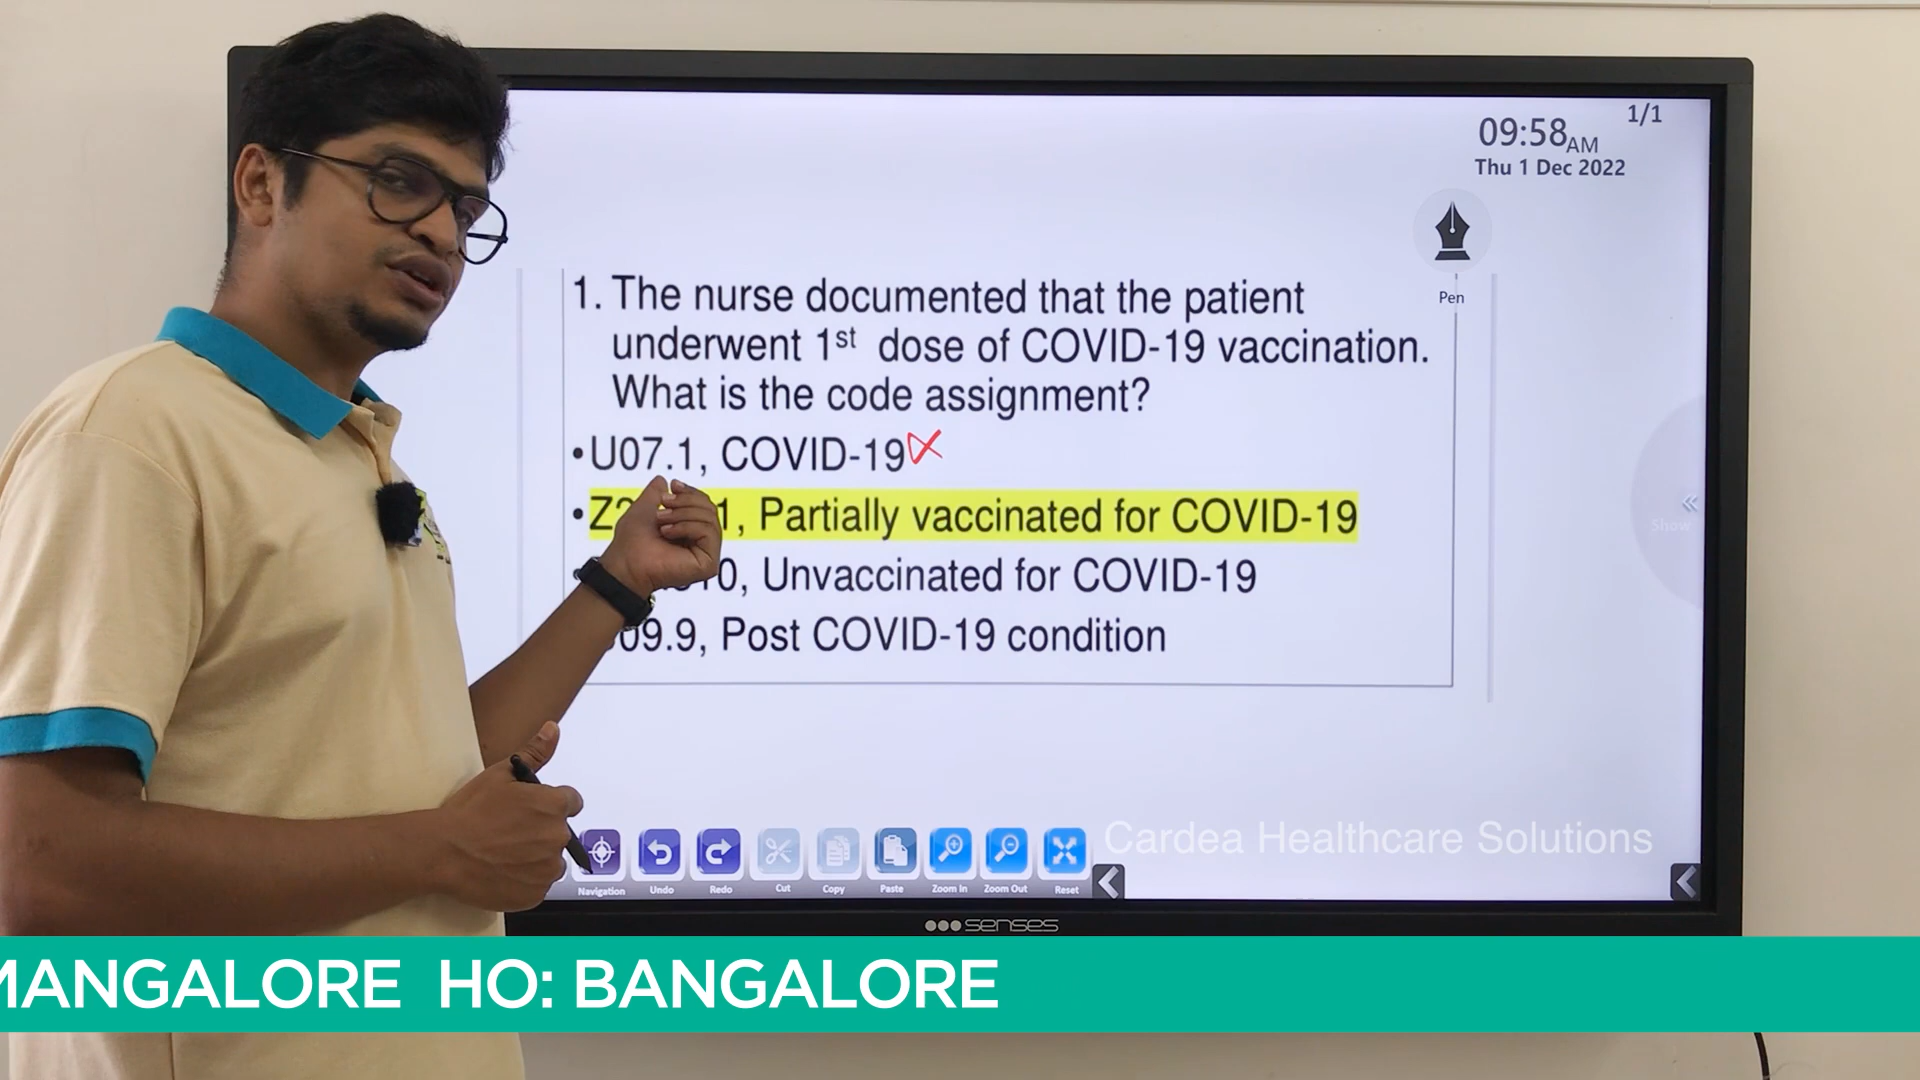 1/1
09:58AM
Thu 1 Dec 2022
Pen
1. The nurse documented that the patient
underwent 1st dose of COVID-19 vaccination.
What is the code assignment?
•U07.1, COVID-19
• 1, Partially vaccinated for COVID-19
0, Unvaccinated for COVID-19
09.9, Post COVID-19 condition
Show
Cardea Healthcare Solutions
Navigation Undo Redo Cut Copy Paste Zoom In Zoom Out Reset
senses
MANGALORE HO: BANGALORE